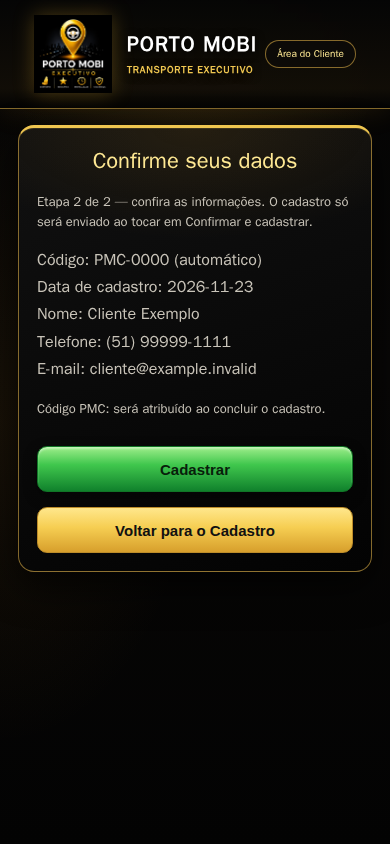 PORTO MOBI
EXECUTIVO
PORTO MOBI
TRANSPORTE EXECUTIVO
Área do Cliente
Confirme seus dados
Etapa 2 de 2 — confira as informações. O cadastro só
será enviado ao tocar em Confirmar e cadastrar.
Código: PMC-0000 (automático)
Data de cadastro: 2026-11-23
Nome: Cliente Exemplo
Telefone: (51) 99999-1111
E-mail: cliente@example.invalid
Código PMC: será atribuído ao concluir o cadastro.
Cadastrar
Voltar para o Cadastro